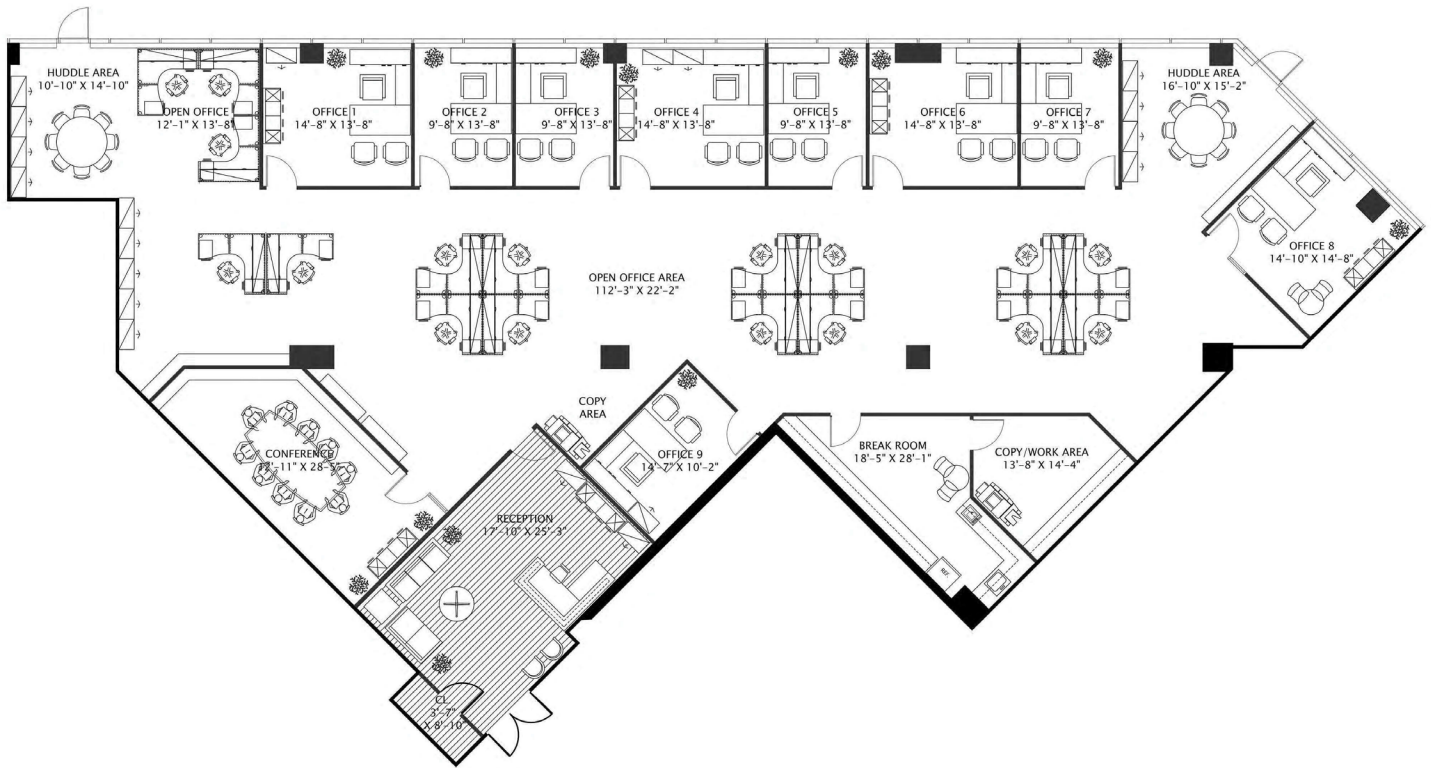 HUDDLE AREA
10'-10" X 14'-10"
OPEN OFFICE
12'-1" X 13'-8"
OFFICE 1
14'-8" X 13'-8"
OFFICE 2
9'-8" X 13'-8"
OFFICE 3
9'-8" X 13'-8"
OFFICE 4
14'-8" X 13'-8"
OFFICE 5
9'-8" X 13'-8"
OFFICE 6
14'-8" X 13'-8"
OFFICE 7
9'-8" X 13'-8"
HUDDLE AREA
16'-10" X 15'-2"
OFFICE 8
14'-10" X 14'-8"
OPEN OFFICE AREA
112'-3" X 22'-2"
COPY
AREA
CONFERENCE
12'-11" X 28'-5"
OFFICE 9
14'-7" X 10'-2"
BREAK ROOM
18'-5" X 28'-1"
COPY/WORK AREA
13'-8" X 14'-4"
RECEPTION
17'-10" X 25'-3"
REF.
CL
3'-7"
X 8'-10"